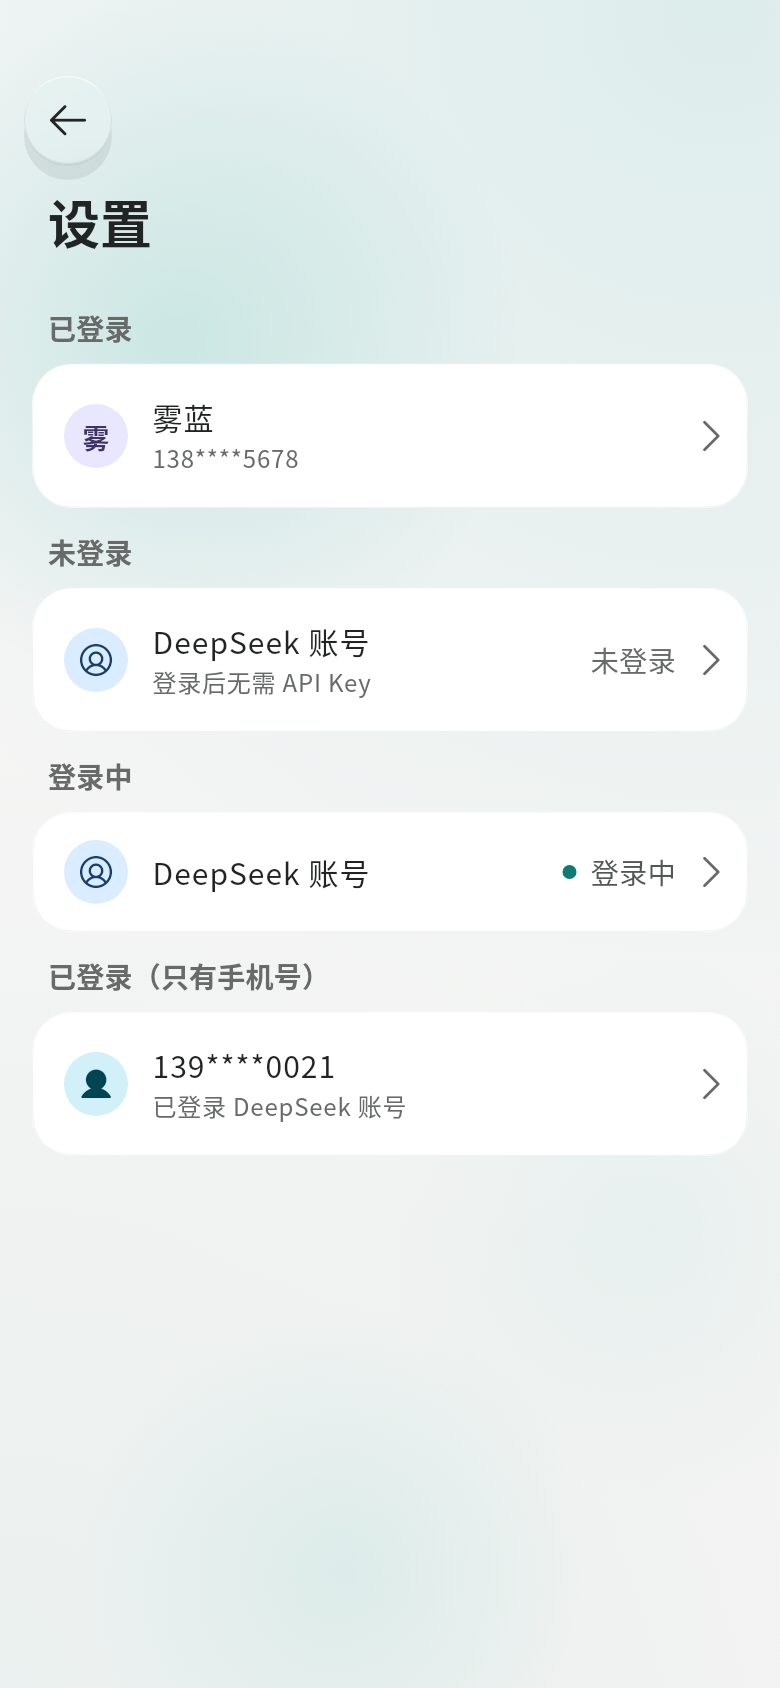 设置
已登录
雾
雾蓝
138****5678
未登录
DeepSeek 账号
登录后无需 API Key
未登录
登录中
DeepSeek 账号
登录中
已登录（只有手机号）
139****0021
已登录 DeepSeek 账号